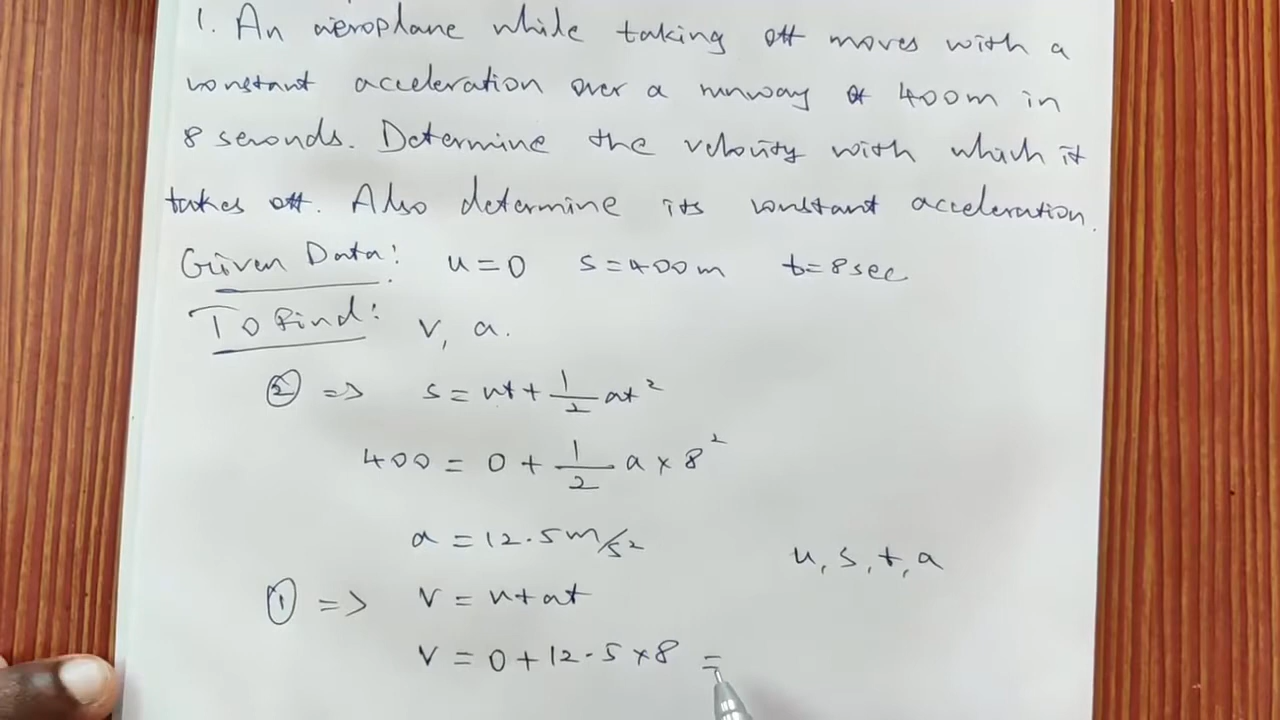 1. An aeroplane while taking off moves with a
constant acceleration over a runway of 400m in
8 seconds. Determine the velocity with which it
takes off. Also determine its constant acceleration.
Given Data: u=0 s=400m t=8sec
To Find: v, a.
② => s = ut + 1/2 at²
400 = 0 + 1/2 a × 8²
a = 12.5 m/s²
u, s, t, a
① => v = u+at
v = 0 + 12.5 × 8 =